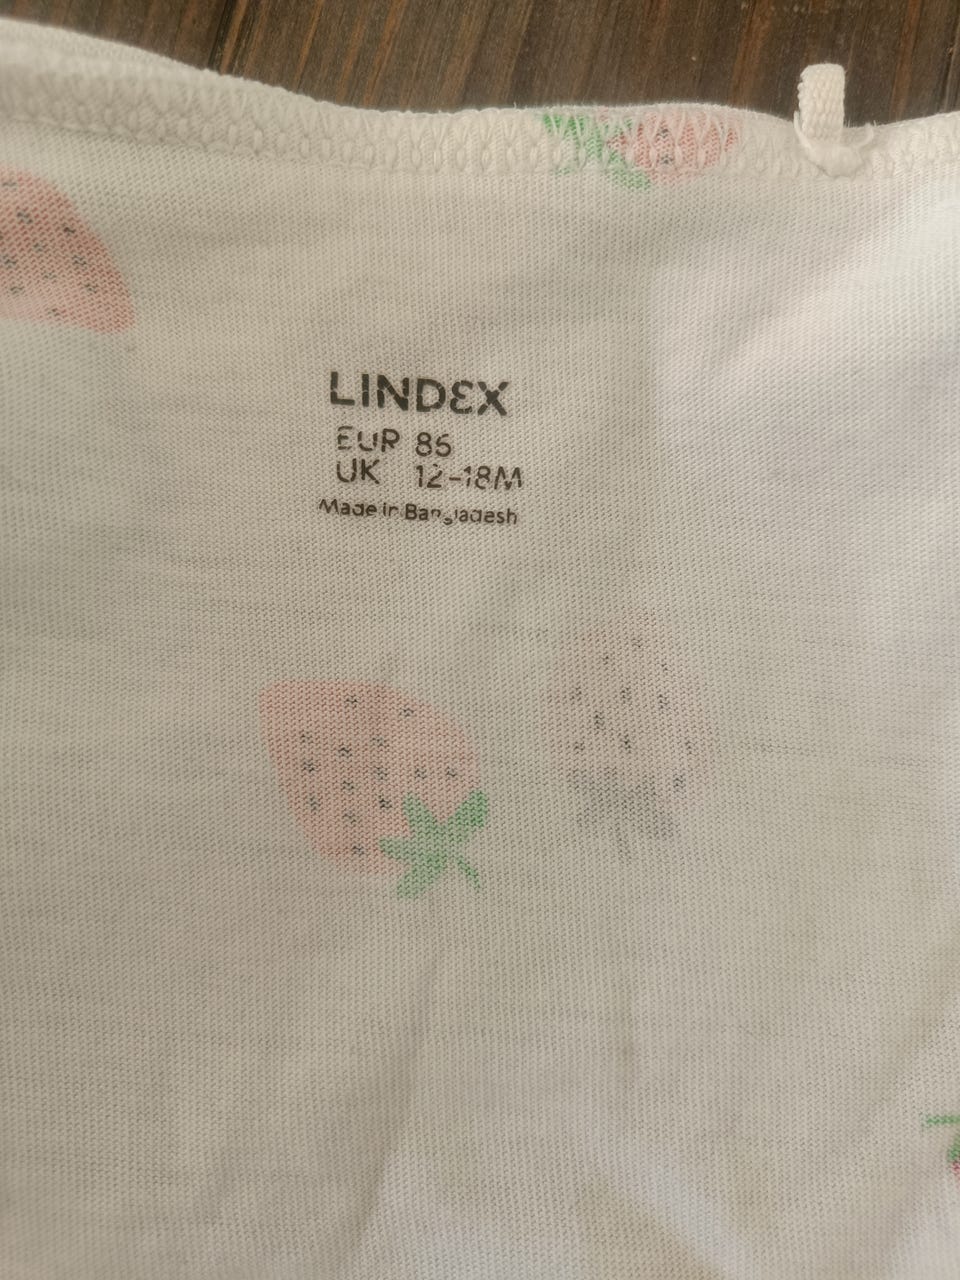 LINDEX
EUR 86
UK 12-18M
Made in Bangladesh